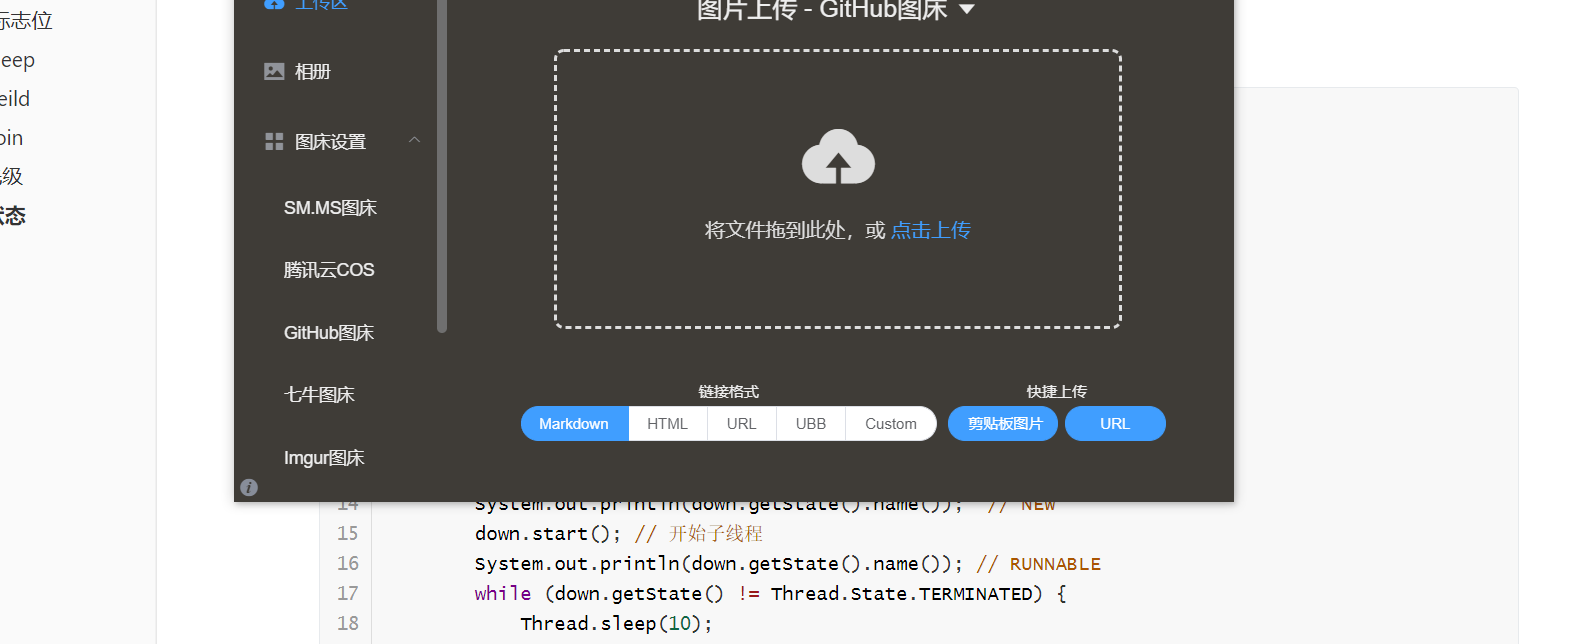 标志位
eep
eild
oin
级
状态
上传区
相册
图床设置
SM.MS图床
腾讯云COS
GitHub图床
七牛图床
Imgur图床
图片上传 - GitHub图床
将文件拖到此处，或 点击上传
链接格式
快捷上传
Markdown HTML URL UBB Custom
剪贴板图片 URL
14 System.out.println(down.getState().name()); // NEW
15 down.start(); // 开始子线程
16 System.out.println(down.getState().name()); // RUNNABLE
17 while (down.getState() != Thread.State.TERMINATED) {
18 Thread.sleep(10);